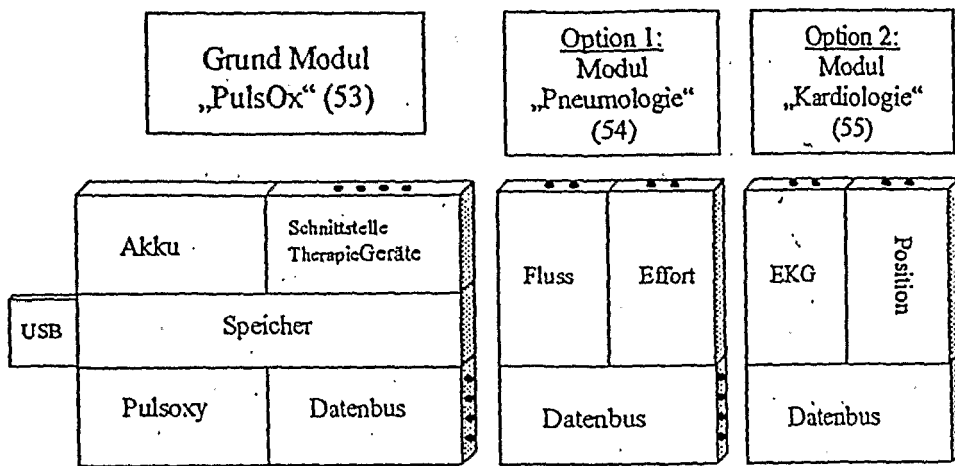 Grund Modul
„PulsOx“ (53)
Option 1:
Modul
„Pneumologie“
(54)
Option 2:
Modul
„Kardiologie“
(55)
Akku
Schnittstelle
TherapieGeräte
USB
Speicher
Pulsoxy
Datenbus
Fluss
Effort
Datenbus
EKG
Position
Datenbus